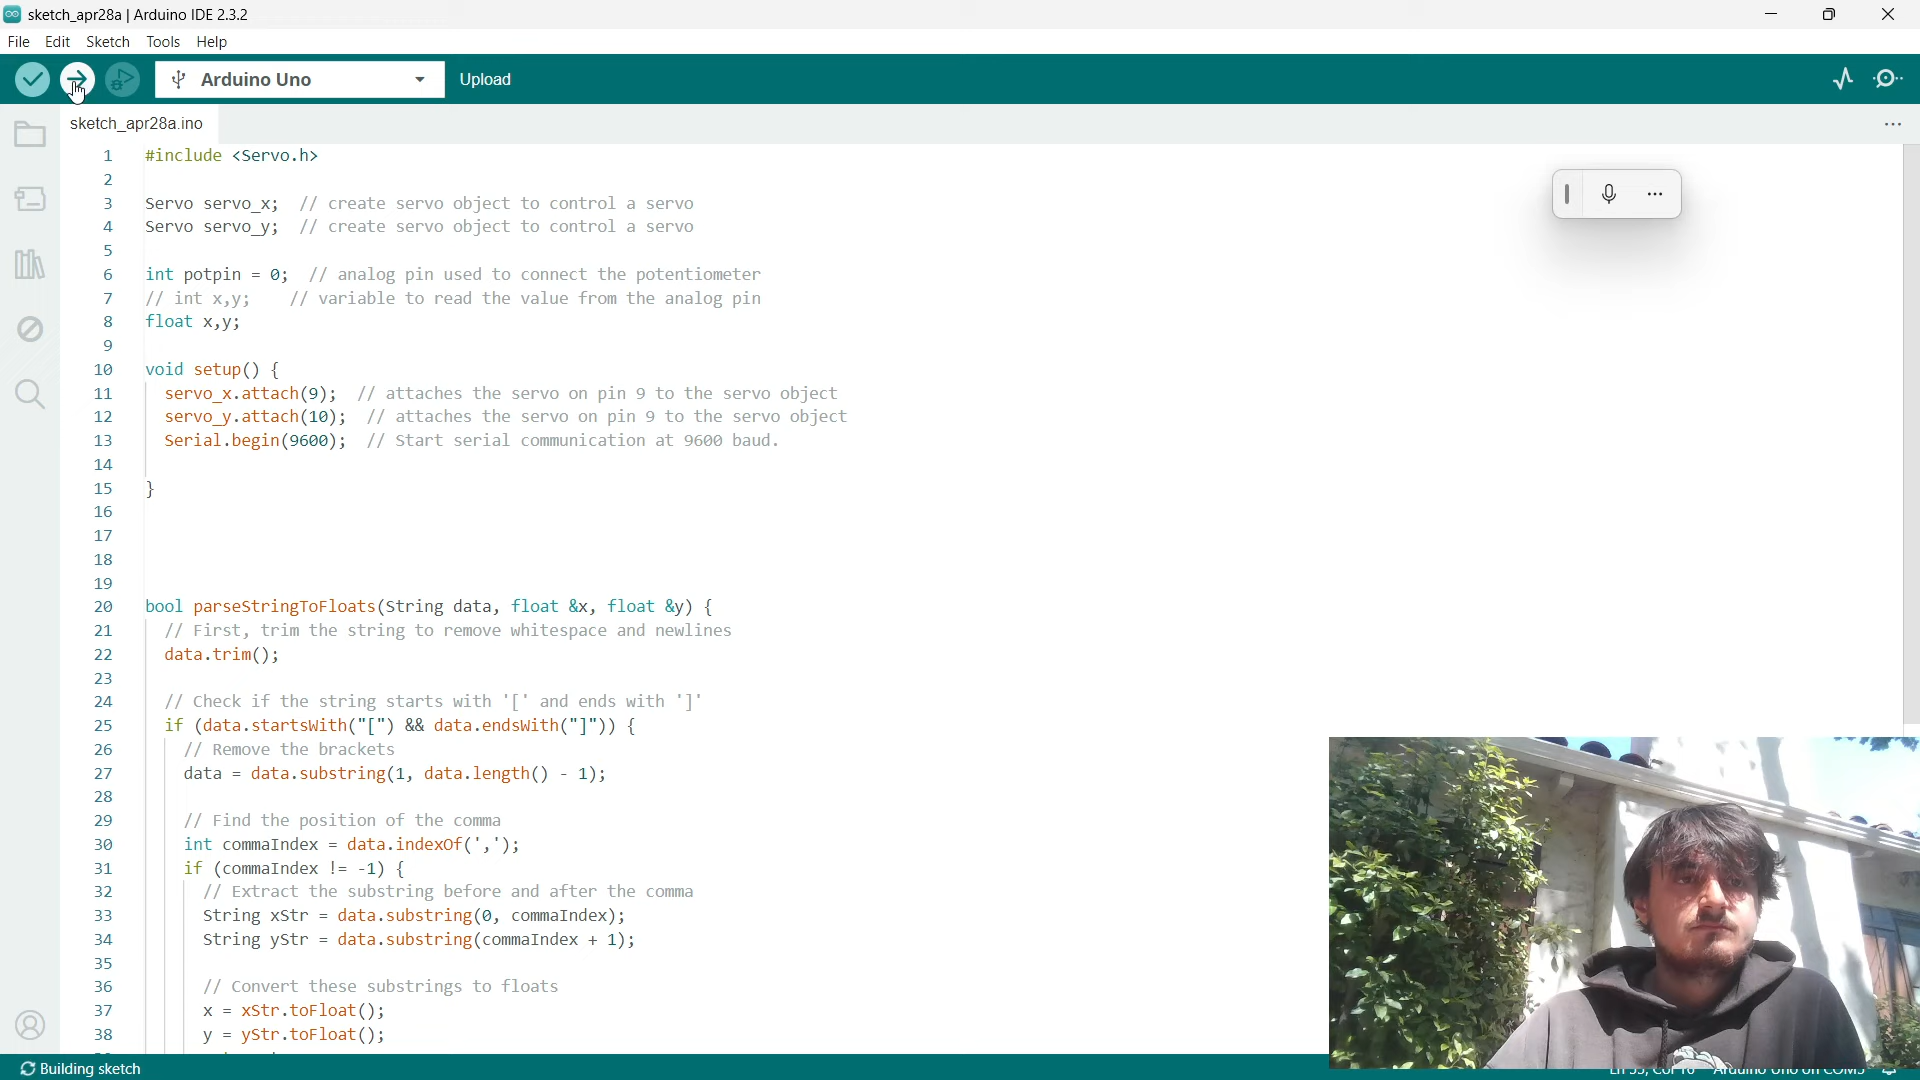 sketch_apr28a | Arduino IDE 2.3.2
File Edit Sketch Tools Help
Arduino Uno Upload
sketch_apr28a.ino
1 #include <Servo.h>
2
3 Servo servo_x; // create servo object to control a servo
4 Servo servo_y; // create servo object to control a servo
5
6 int potpin = 0; // analog pin used to connect the potentiometer
7 // int x,y; // variable to read the value from the analog pin
8 float x,y;
9
10 void setup() {
11 servo_x.attach(9); // attaches the servo on pin 9 to the servo object
12 servo_y.attach(10); // attaches the servo on pin 9 to the servo object
13 Serial.begin(9600); // Start serial communication at 9600 baud.
14
15 }
16
17
18
19
20 bool parseStringToFloats(String data, float &x, float &y) {
21 // First, trim the string to remove whitespace and newlines
22 data.trim();
23
24 // Check if the string starts with '[' and ends with ']'
25 if (data.startsWith("[") && data.endsWith("]")) {
26 // Remove the brackets
27 data = data.substring(1, data.length() - 1);
28
29 // Find the position of the comma
30 int commaIndex = data.indexOf(',');
31 if (commaIndex != -1) {
32 // Extract the substring before and after the comma
33 String xStr = data.substring(0, commaIndex);
34 String yStr = data.substring(commaIndex + 1);
35
36 // Convert these substrings to floats
37 x = xStr.toFloat();
38 y = yStr.toFloat();
Building sketch